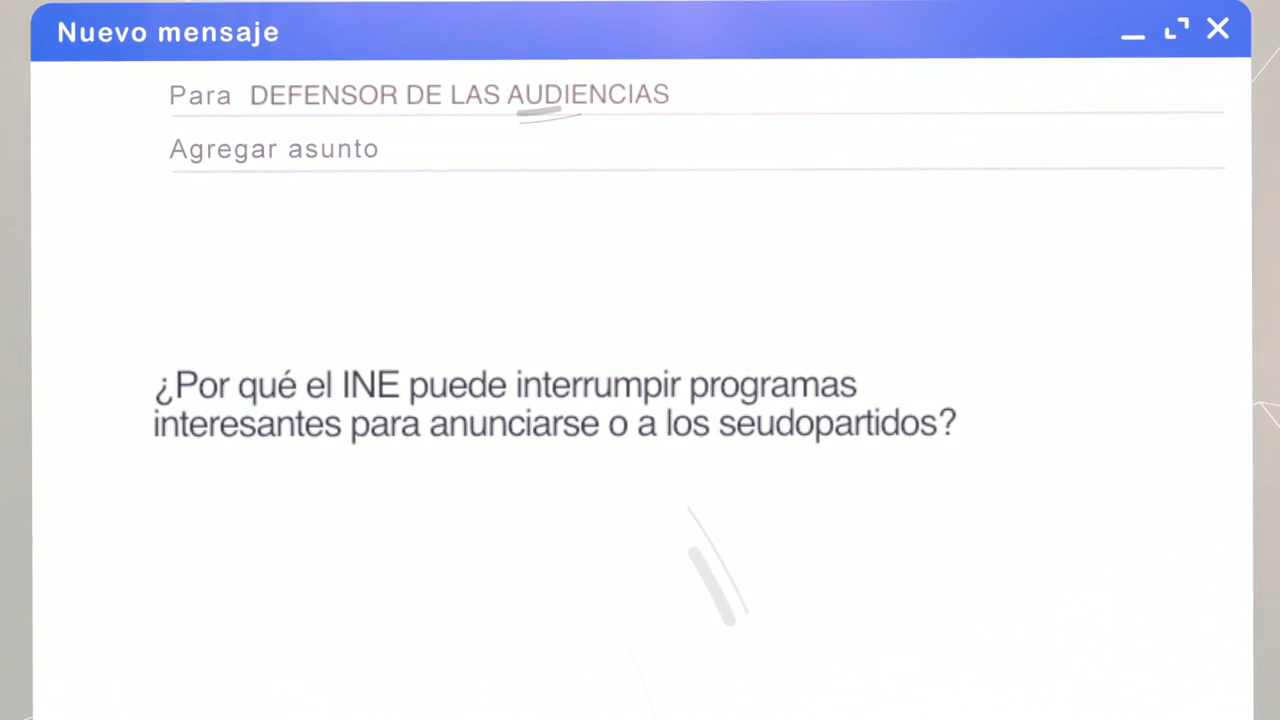 Nuevo mensaje
Para DEFENSOR DE LAS AUDIENCIAS
Agregar asunto
¿Por qué el INE puede interrumpir programas
interesantes para anunciarse o a los seudopartidos?